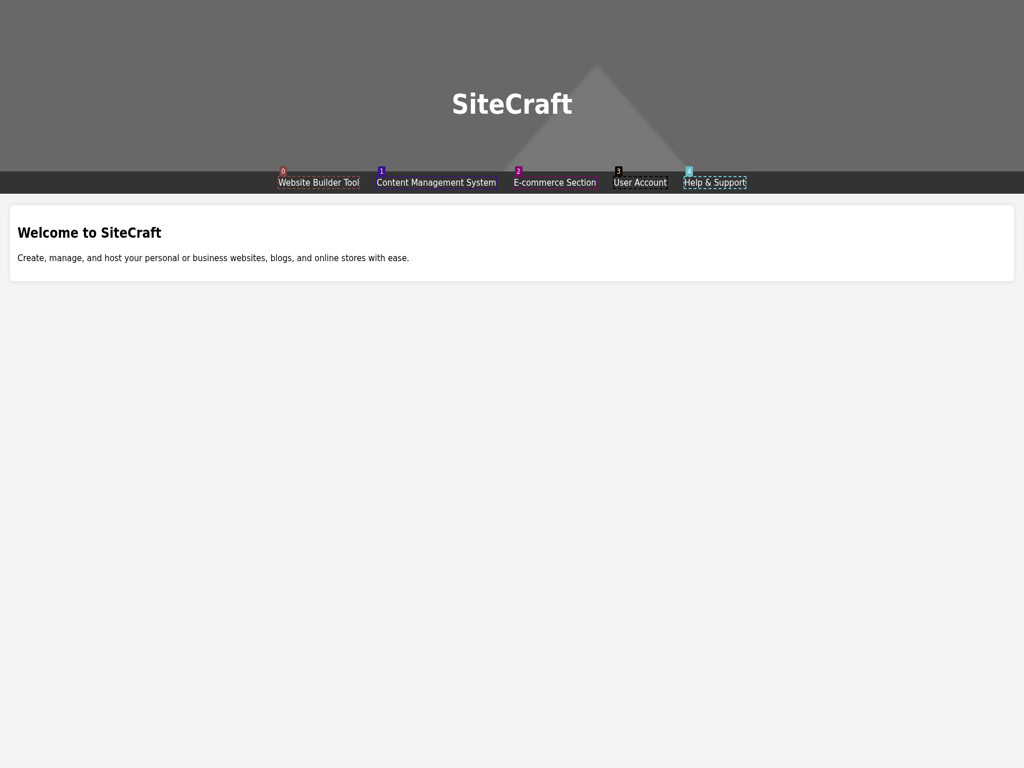 SiteCraft
0 1 2 3 4
Website Builder Tool Content Management System E-commerce Section User Account Help & Support
Welcome to SiteCraft
Create, manage, and host your personal or business websites, blogs, and online stores with ease.